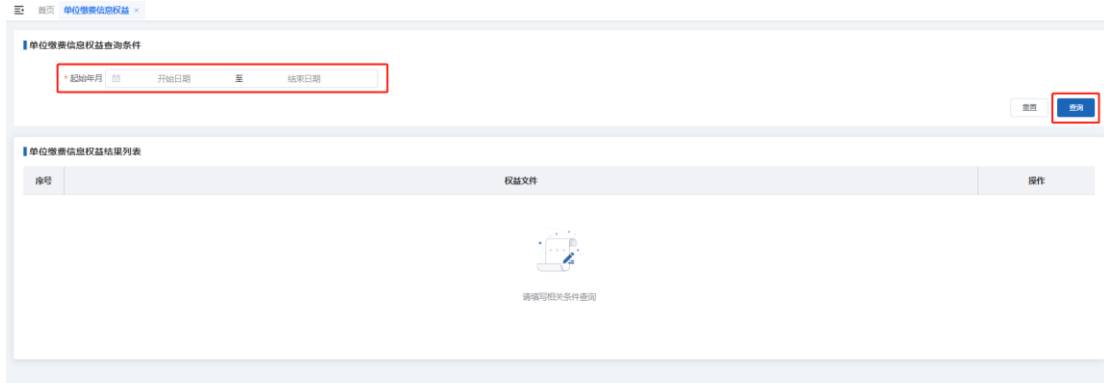 首页 单位缴费信息权益 ×
单位缴费信息权益查询条件
* 起始年月 开始日期 至 结束日期
重置 查询
单位缴费信息权益结果列表
序号 权益文件 操作
请填写相关条件查询